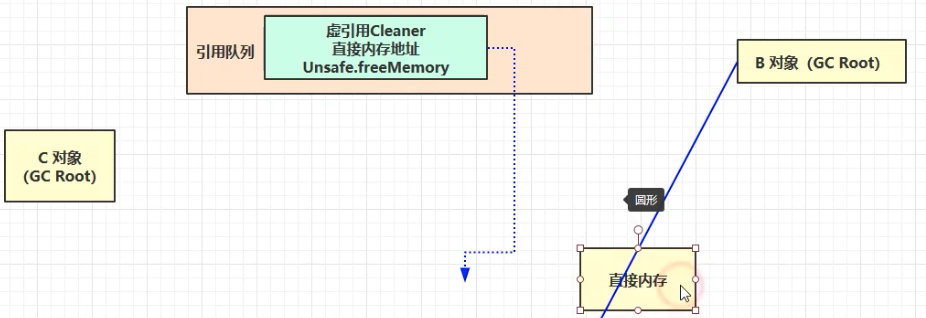 引用队列
虚引用Cleaner
直接内存地址
Unsafe.freeMemory
B 对象（GC Root）
C 对象
（GC Root）
圆形
直接内存